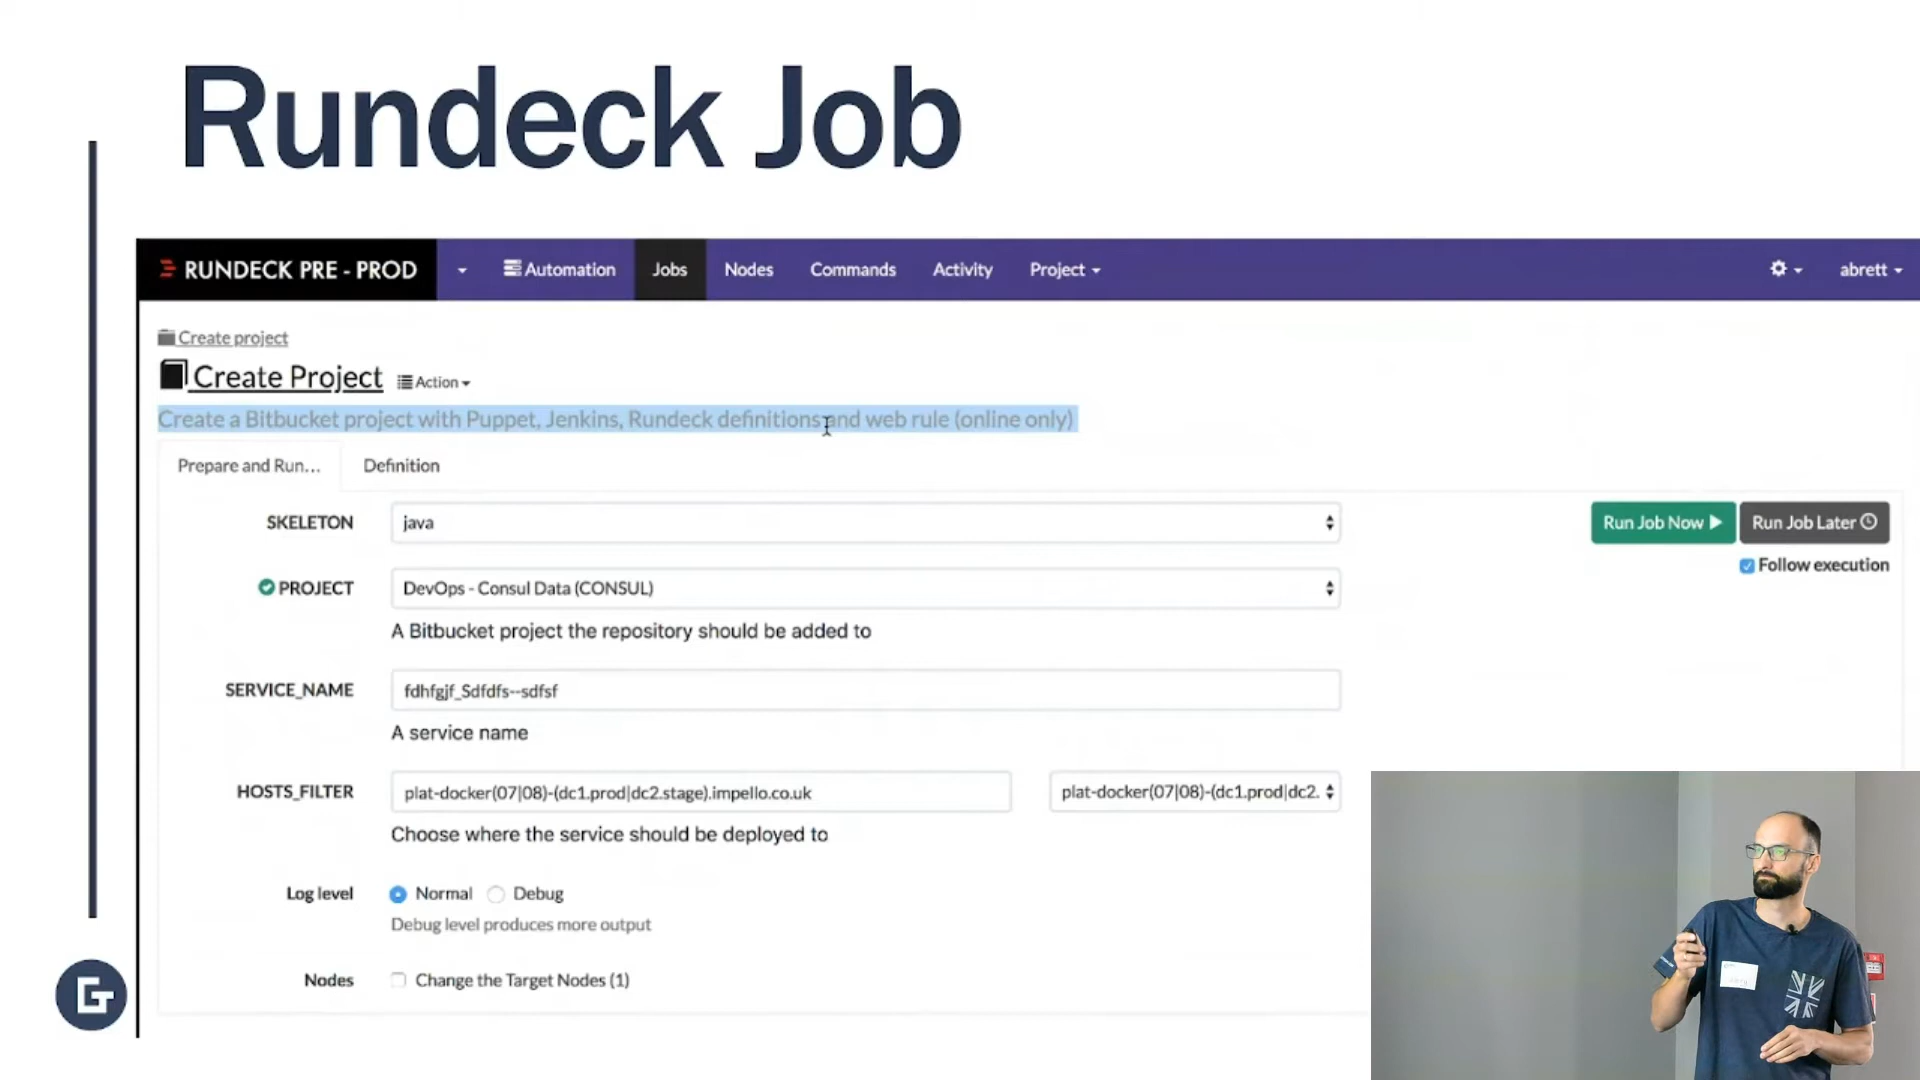 Rundeck Job
RUNDECK PRE - PROD Automation Jobs Nodes Commands Activity Project abrett
Create project
Create Project Action
Create a Bitbucket project with Puppet, Jenkins, Rundeck definitions and web rule (online only)
Prepare and Run... Definition
SKELETON java Run Job Now Run Job Later
Follow execution
PROJECT DevOps - Consul Data (CONSUL)
A Bitbucket project the repository should be added to
SERVICE_NAME fdhfgjf_Sdfdfs--sdfsf
A service name
HOSTS_FILTER plat-docker(07|08)-(dc1.prod|dc2.stage).impello.co.uk plat-docker(07|08)-(dc1.prod|dc2.
Choose where the service should be deployed to
Log level Normal Debug
Debug level produces more output
Nodes Change the Target Nodes (1)
G